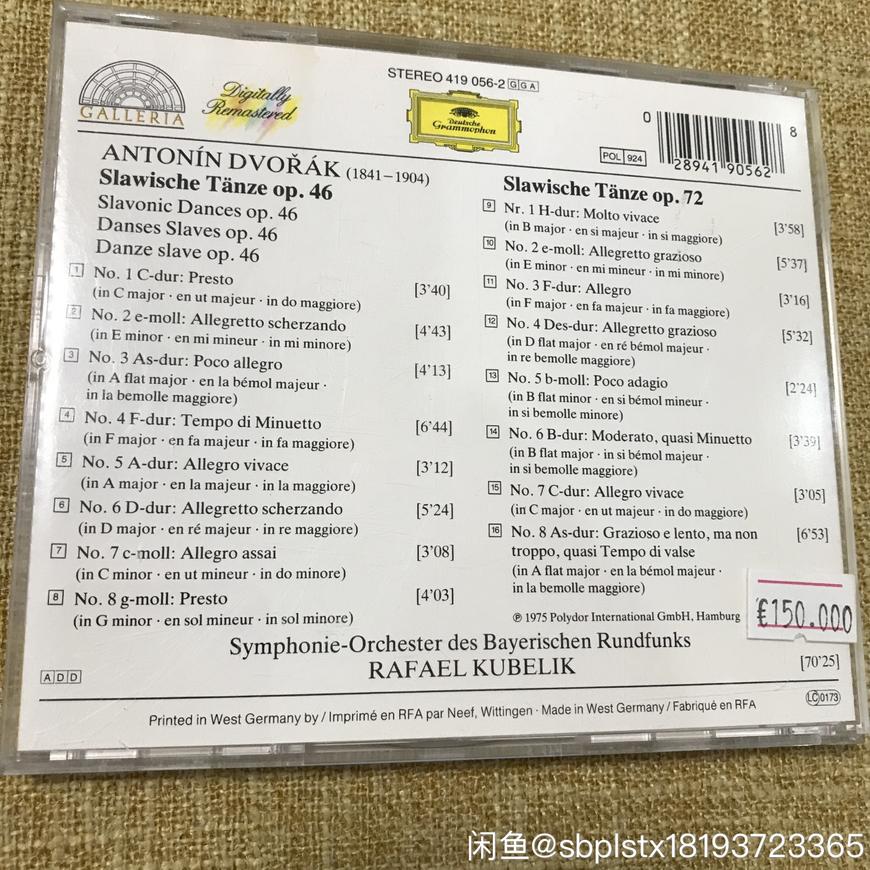 STEREO 419 056-2 GGA
GALLERIA
Digitally
Remastered
Deutsche
Grammophon
POL 924
0 28941 90562 8
ANTONÍN DVOŘÁK (1841–1904)
Slawische Tänze op. 46
Slavonic Dances op. 46
Danses Slaves op. 46
Danze slave op. 46
1 No. 1 C-dur: Presto [3'40]
(in C major · en ut majeur · in do maggiore)
2 No. 2 e-moll: Allegretto scherzando [4'43]
(in E minor · en mi mineur · in mi minore)
3 No. 3 As-dur: Poco allegro [4'13]
(in A flat major · en la bémol majeur ·
in la bemolle maggiore)
4 No. 4 F-dur: Tempo di Minuetto [6'44]
(in F major · en fa majeur · in fa maggiore)
5 No. 5 A-dur: Allegro vivace [3'12]
(in A major · en la majeur · in la maggiore)
6 No. 6 D-dur: Allegretto scherzando [5'24]
(in D major · en ré majeur · in re maggiore)
7 No. 7 c-moll: Allegro assai [3'08]
(in C minor · en ut mineur · in do minore)
8 No. 8 g-moll: Presto [4'03]
(in G minor · en sol mineur · in sol minore)
Slawische Tänze op. 72
9 Nr. 1 H-dur: Molto vivace [3'58]
(in B major · en si majeur · in si maggiore)
10 No. 2 e-moll: Allegretto grazioso [5'37]
(in E minor · en mi mineur · in mi minore)
11 No. 3 F-dur: Allegro [3'16]
(in F major · en fa majeur · in fa maggiore)
12 No. 4 Des-dur: Allegretto grazioso [5'32]
(in D flat major · en ré bémol majeur ·
in re bemolle maggiore)
13 No. 5 b-moll: Poco adagio [2'24]
(in B flat minor · en si bémol mineur ·
in si bemolle minore)
14 No. 6 B-dur: Moderato, quasi Minuetto [3'39]
(in B flat major · in si bémol majeur ·
in si bemolle maggiore)
15 No. 7 C-dur: Allegro vivace [3'05]
(in C major · en ut majeur · in do maggiore)
16 No. 8 As-dur: Grazioso e lento, ma non [6'53]
troppo, quasi Tempo di valse
(in A flat major · en la bémol majeur ·
in la bemolle maggiore)
℗ 1975 Polydor International GmbH, Hamburg
€150.000
Symphonie-Orchester des Bayerischen Rundfunks
RAFAEL KUBELIK
[70'25]
ADD
LC 0173
Printed in West Germany by / Imprimé en RFA par Neef, Wittingen · Made in West Germany / Fabriqué en RFA
闲鱼@sbplstx18193723365